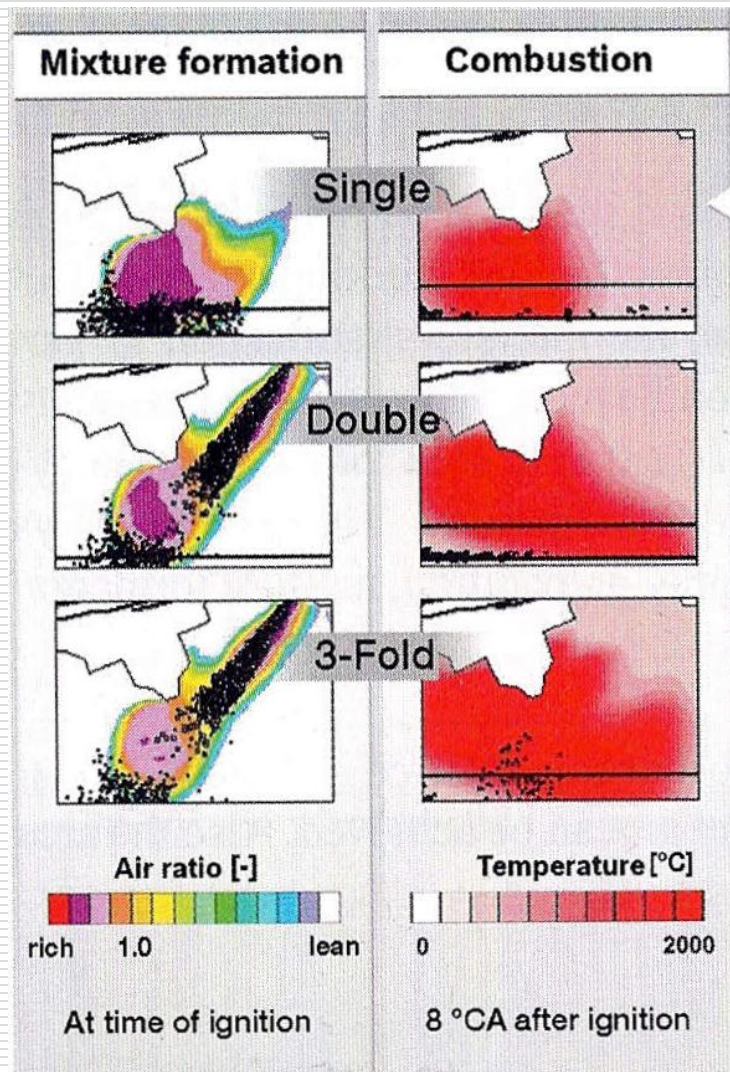 Mixture formation
Combustion
Single
Double
3-Fold
Air ratio [-]
Temperature [°C]
rich 1.0 lean
0 2000
At time of ignition
8 °CA after ignition